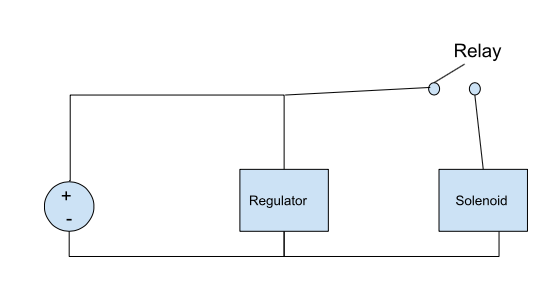 Relay
+
-
Regulator
Solenoid